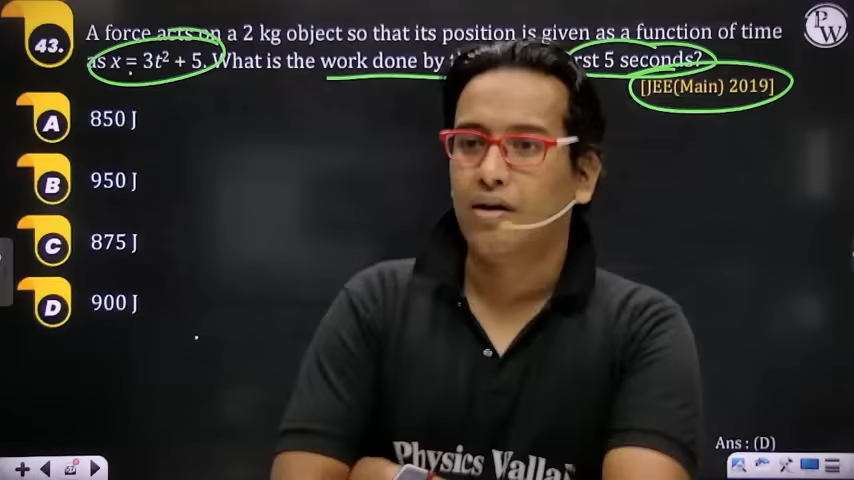 43.
A force acts on a 2 kg object so that its position is given as a function of time
as x = 3t² + 5. What is the work done by rst 5 seconds?
[JEE(Main) 2019]
A 850 J
B 950 J
C 875 J
D 900 J
PW
Physics Valla
Ans : (D)